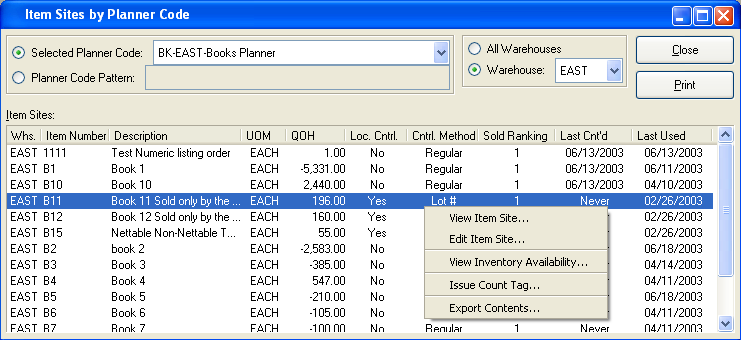 Item Sites by Planner Code
Selected Planner Code: BK-EAST-Books Planner
Planner Code Pattern:
All Warehouses
Warehouse: EAST
Close
Print
Item Sites:
Whs. Item Number Description UOM QOH Loc. Cntrl. Cntrl. Method Sold Ranking Last Cnt'd Last Used
EAST 1111 Test Numeric listing order EACH 1.00 No Regular 1 06/13/2003 06/13/2003
EAST B1 Book 1 EACH -5,331.00 No Regular 1 06/13/2003 06/11/2003
EAST B10 Book 10 EACH 2,440.00 No Regular 1 06/13/2003 04/10/2003
EAST B11 Book 11 Sold only by the ... EACH 196.00 Yes Lot # 1 Never 02/26/2003
EAST B12 Book 12 Sold only by the ... EACH 160.00 Yes 02/26/2003
EAST B15 Nettable Non-Nettable T... EACH 55.00 Yes 02/26/2003
EAST B2 book 2 EACH -2,583.00 No 06/18/2003
EAST B3 Book 3 EACH -385.00 No 04/14/2003
EAST B4 Book 4 EACH 547.00 No 04/11/2003
EAST B5 Book 5 EACH -210.00 No 06/18/2003
EAST B6 Book 6 EACH -105.00 No 04/11/2003
EAST B7 Book 7 EACH -100.00 No Regular 1 Never 04/11/2003
View Item Site...
Edit Item Site...
View Inventory Availability...
Issue Count Tag...
Export Contents...